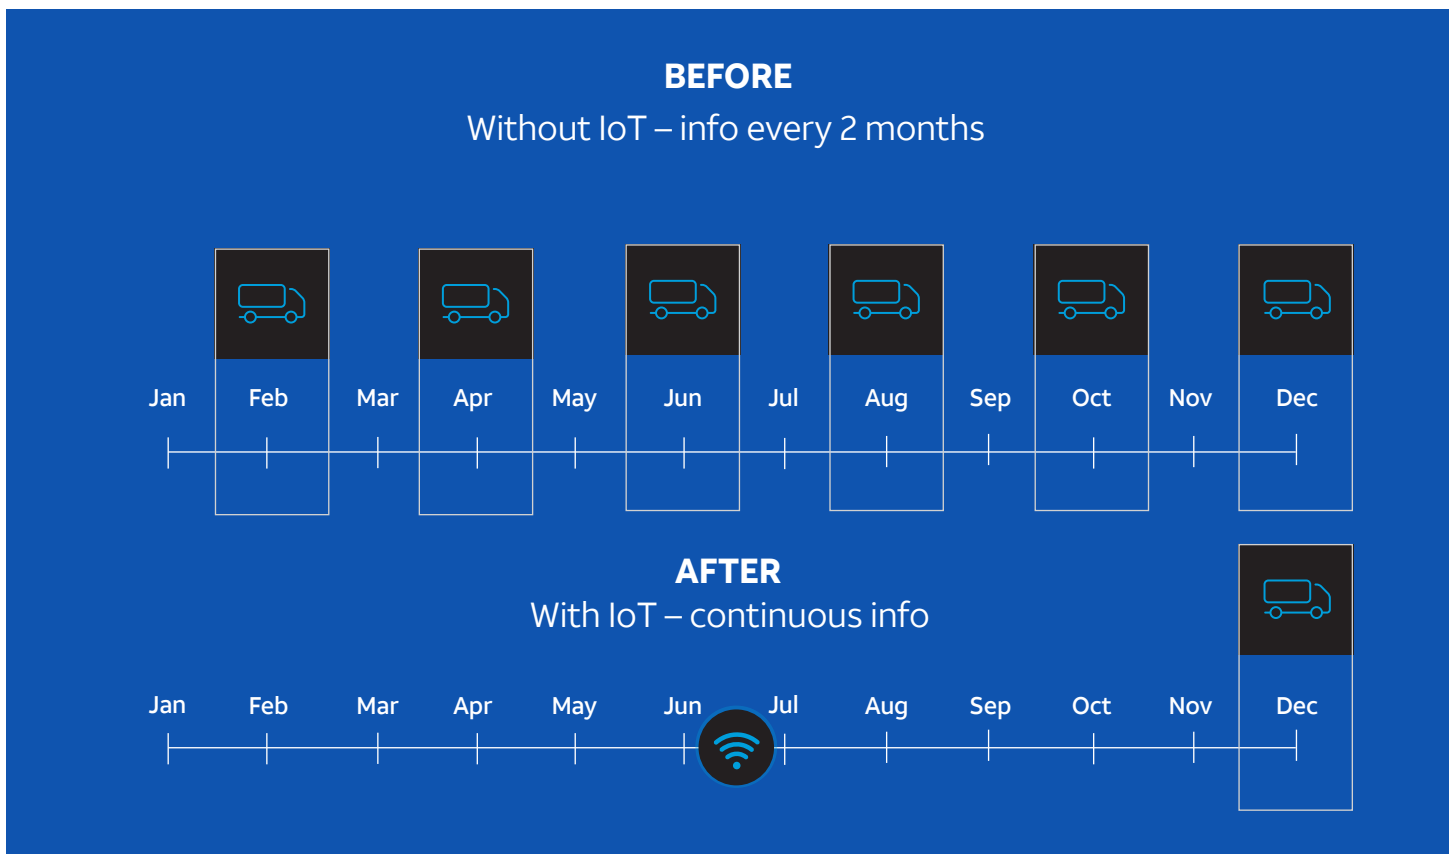 BEFORE
Without IoT – info every 2 months
Jan Feb Mar Apr May Jun Jul Aug Sep Oct Nov Dec
AFTER
With IoT – continuous info
Jan Feb Mar Apr May Jun Jul Aug Sep Oct Nov Dec